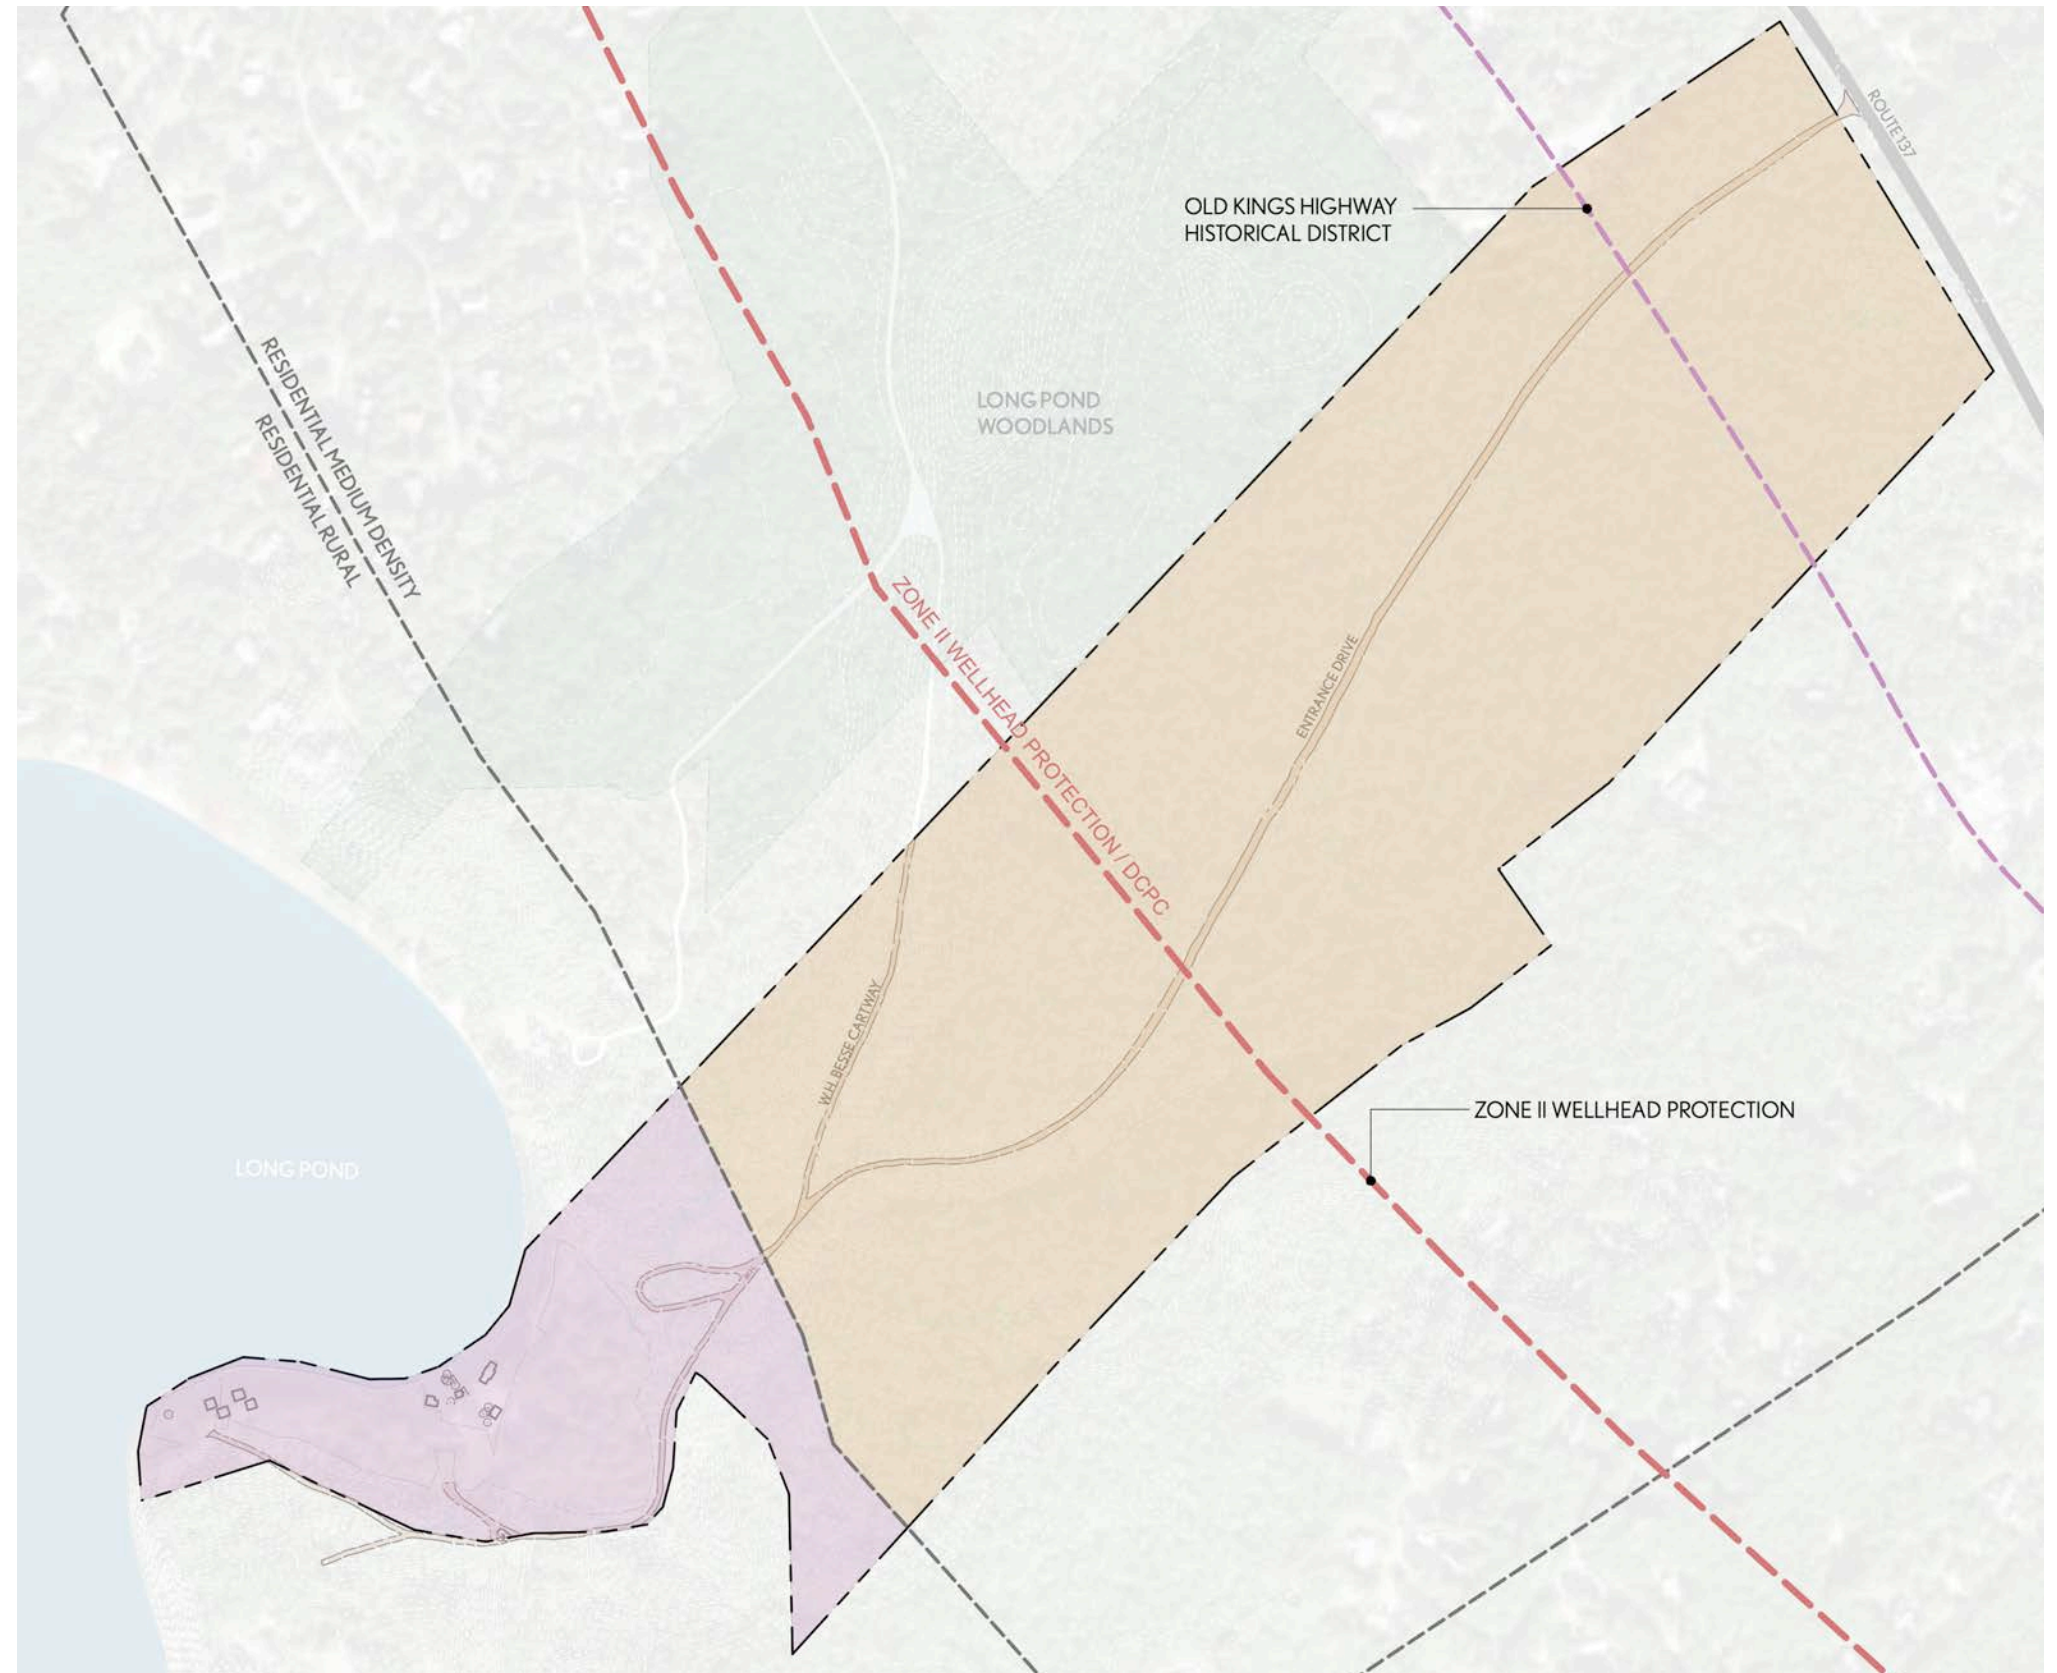 ROUTE 137
OLD KINGS HIGHWAY
HISTORICAL DISTRICT
RESIDENTIAL MEDIUM DENSITY
RESIDENTIAL RURAL
LONG POND
WOODLANDS
ZONE II WELLHEAD PROTECTION / DCPC
ENTRANCE DRIVE
W.H. BESSE CARTWAY
ZONE II WELLHEAD PROTECTION
LONG POND